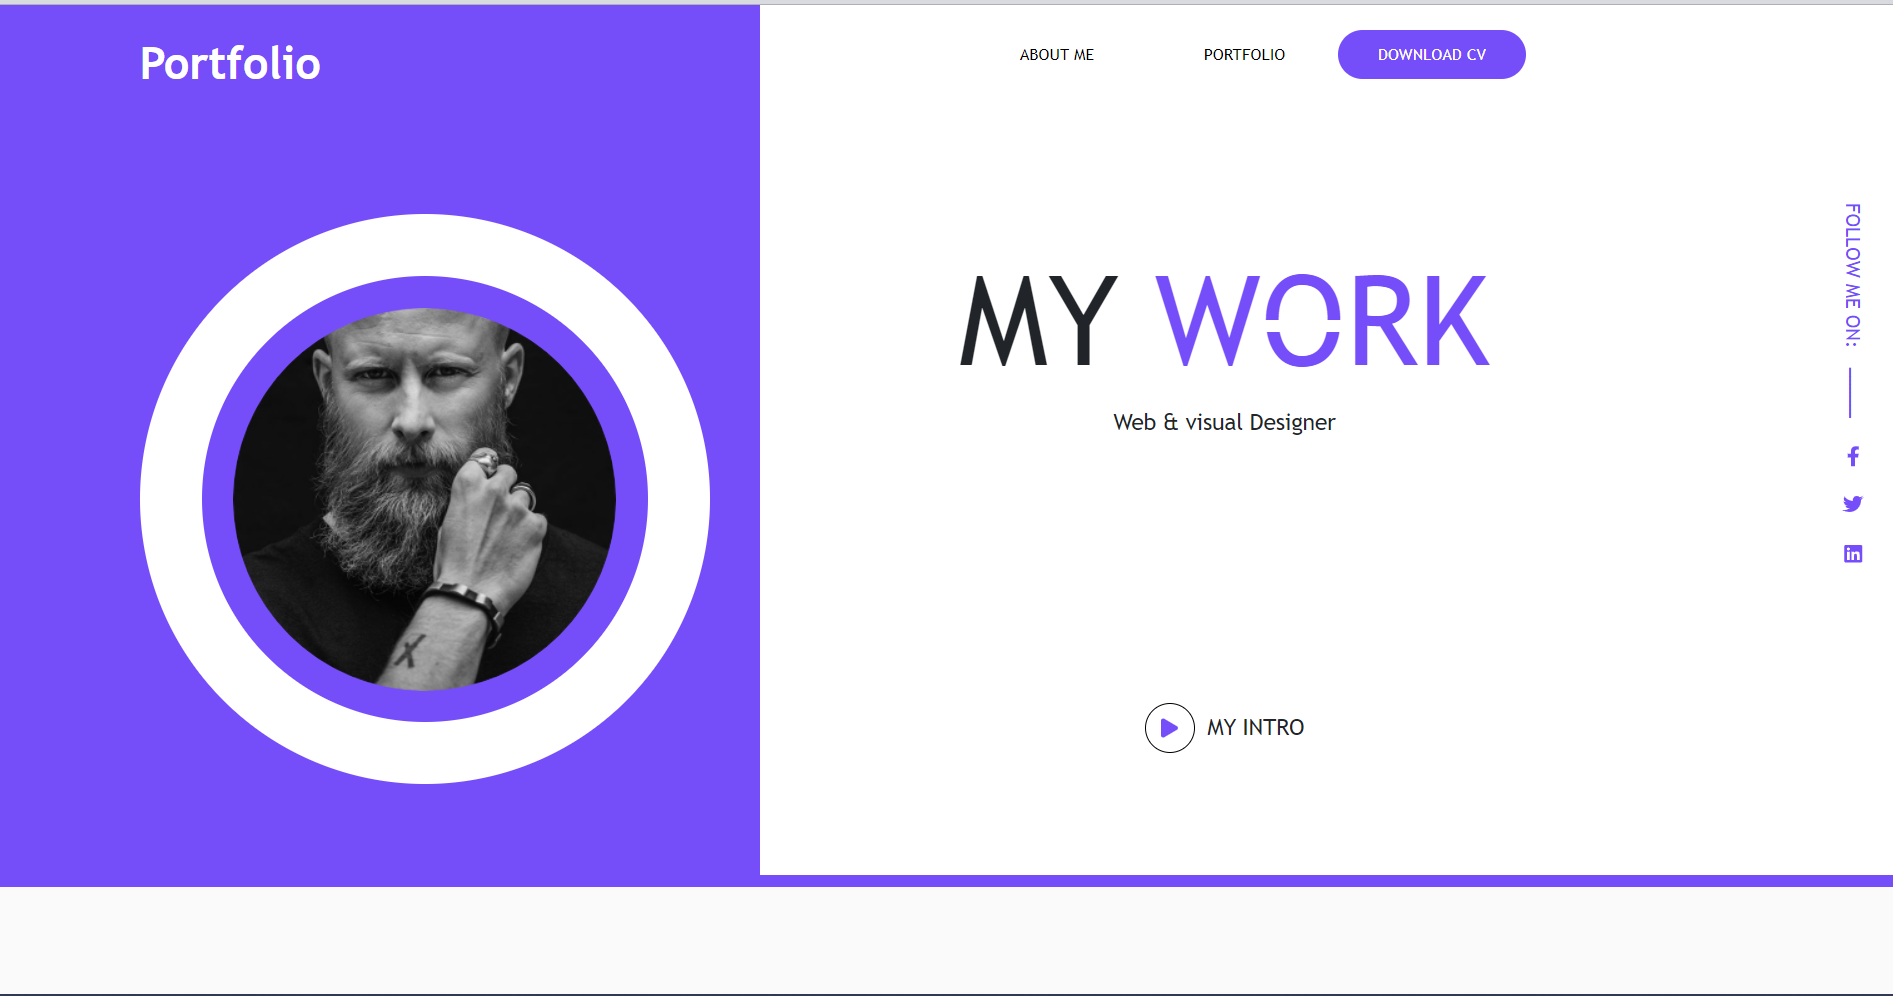 Portfolio
ABOUT ME
PORTFOLIO
DOWNLOAD CV
MY WORK
Web & visual Designer
MY INTRO
FOLLOW ME ON: